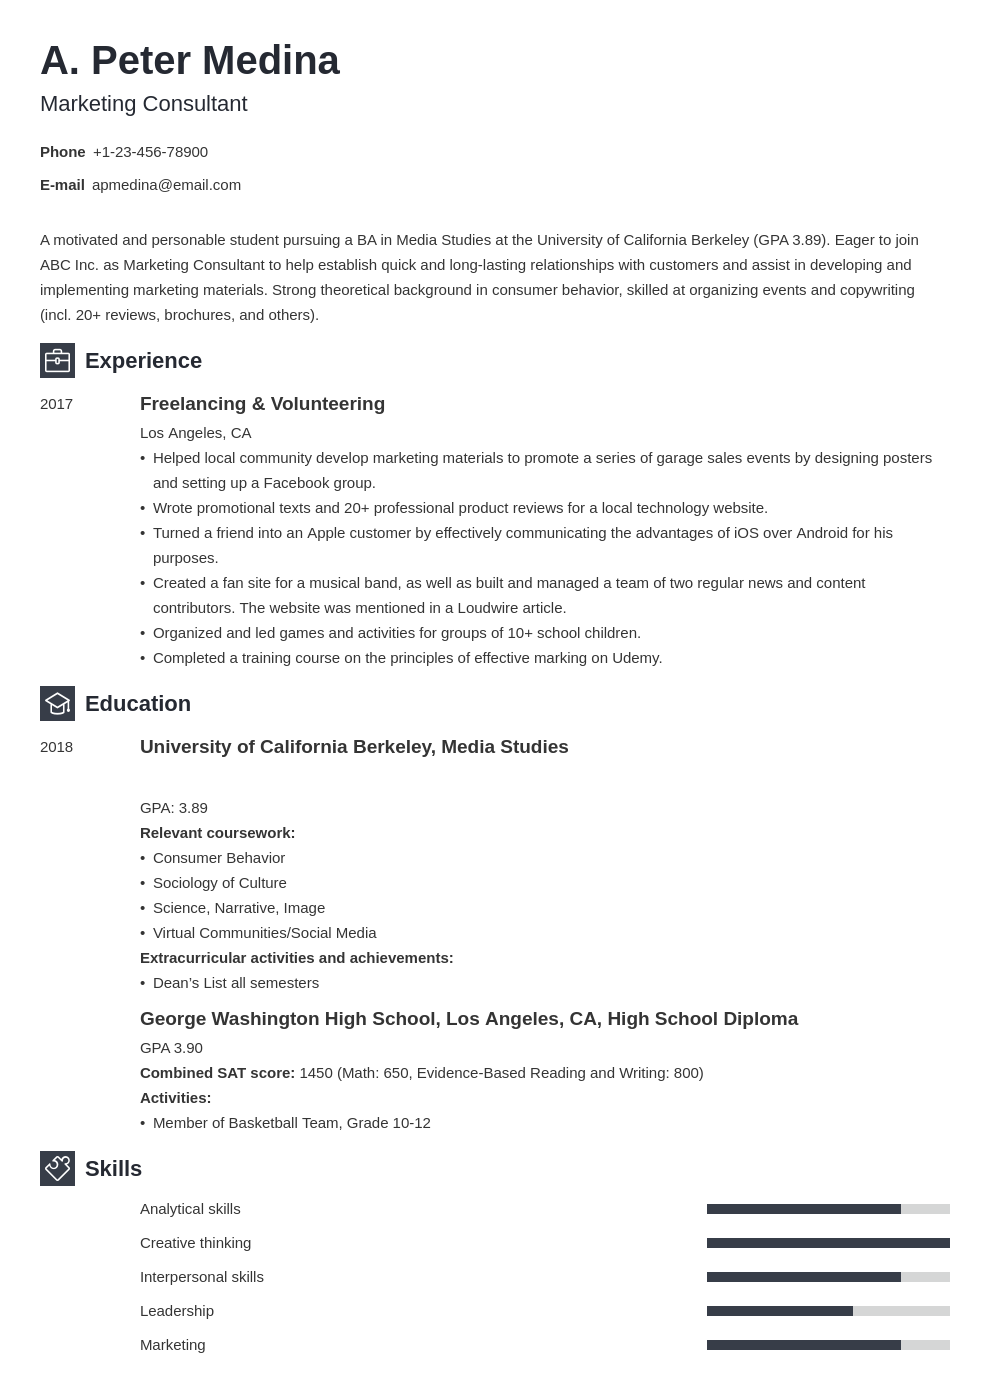 A. Peter Medina
Marketing Consultant
Phone +1-23-456-78900
E-mail apmedina@email.com
A motivated and personable student pursuing a BA in Media Studies at the University of California Berkeley (GPA 3.89). Eager to join
ABC Inc. as Marketing Consultant to help establish quick and long-lasting relationships with customers and assist in developing and
implementing marketing materials. Strong theoretical background in consumer behavior, skilled at organizing events and copywriting
(incl. 20+ reviews, brochures, and others).
Experience
2017 Freelancing & Volunteering
Los Angeles, CA
• Helped local community develop marketing materials to promote a series of garage sales events by designing posters
and setting up a Facebook group.
• Wrote promotional texts and 20+ professional product reviews for a local technology website.
• Turned a friend into an Apple customer by effectively communicating the advantages of iOS over Android for his
purposes.
• Created a fan site for a musical band, as well as built and managed a team of two regular news and content
contributors. The website was mentioned in a Loudwire article.
• Organized and led games and activities for groups of 10+ school children.
• Completed a training course on the principles of effective marking on Udemy.
Education
2018 University of California Berkeley, Media Studies
GPA: 3.89
Relevant coursework:
• Consumer Behavior
• Sociology of Culture
• Science, Narrative, Image
• Virtual Communities/Social Media
Extracurricular activities and achievements:
• Dean’s List all semesters
George Washington High School, Los Angeles, CA, High School Diploma
GPA 3.90
Combined SAT score: 1450 (Math: 650, Evidence-Based Reading and Writing: 800)
Activities:
• Member of Basketball Team, Grade 10-12
Skills
Analytical skills
Creative thinking
Interpersonal skills
Leadership
Marketing